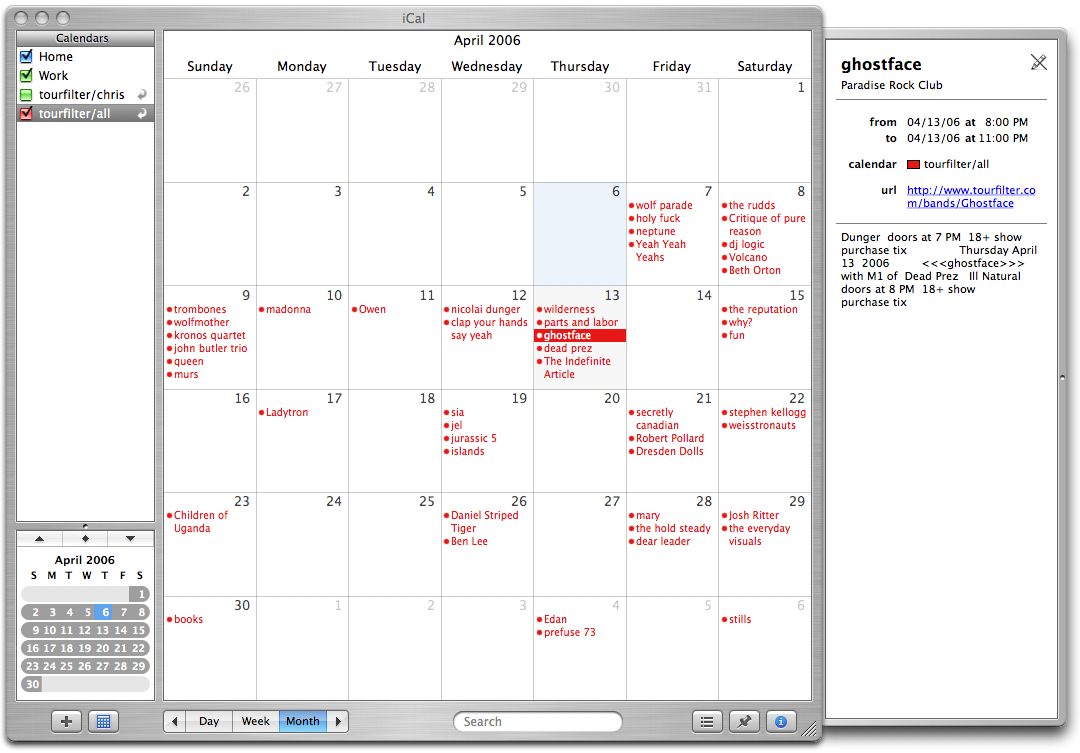 iCal
Calendars
Home
Work
tourfilter/chris
tourfilter/all
April 2006
Sunday Monday Tuesday Wednesday Thursday Friday Saturday
26 27 28 29 30 31 1
2 3 4 5 6 7 8
wolf parade
holy fuck
neptune
Yeah Yeah
Yeahs
the rudds
Critique of pure
reason
dj logic
Volcano
Beth Orton
9 10 11 12 13 14 15
trombones
wolfmother
kronos quartet
john butler trio
queen
murs
madonna
Owen
nicolai dunger
clap your hands
say yeah
wilderness
parts and labor
ghostface
dead prez
The Indefinite
Article
the reputation
why?
fun
16 17 18 19 20 21 22
Ladytron
sia
jel
jurassic 5
islands
secretly
canadian
Robert Pollard
Dresden Dolls
stephen kellogg
weisstronauts
23 24 25 26 27 28 29
Children of
Uganda
Daniel Striped
Tiger
Ben Lee
mary
the hold steady
dear leader
Josh Ritter
the everyday
visuals
30 1 2 3 4 5 6
books
Edan
prefuse 73
stills
April 2006
S M T W T F S
1
2 3 4 5 6 7 8
9 10 11 12 13 14 15
16 17 18 19 20 21 22
23 24 25 26 27 28 29
30
Day Week Month
Search
ghostface
Paradise Rock Club
from 04/13/06 at 8:00 PM
to 04/13/06 at 11:00 PM
calendar tourfilter/all
url http://www.tourfilter.co
m/bands/Ghostface
Dunger doors at 7 PM 18+ show
purchase tix Thursday April
13 2006 <<<ghostface>>>
with M1 of Dead Prez Ill Natural
doors at 8 PM 18+ show
purchase tix